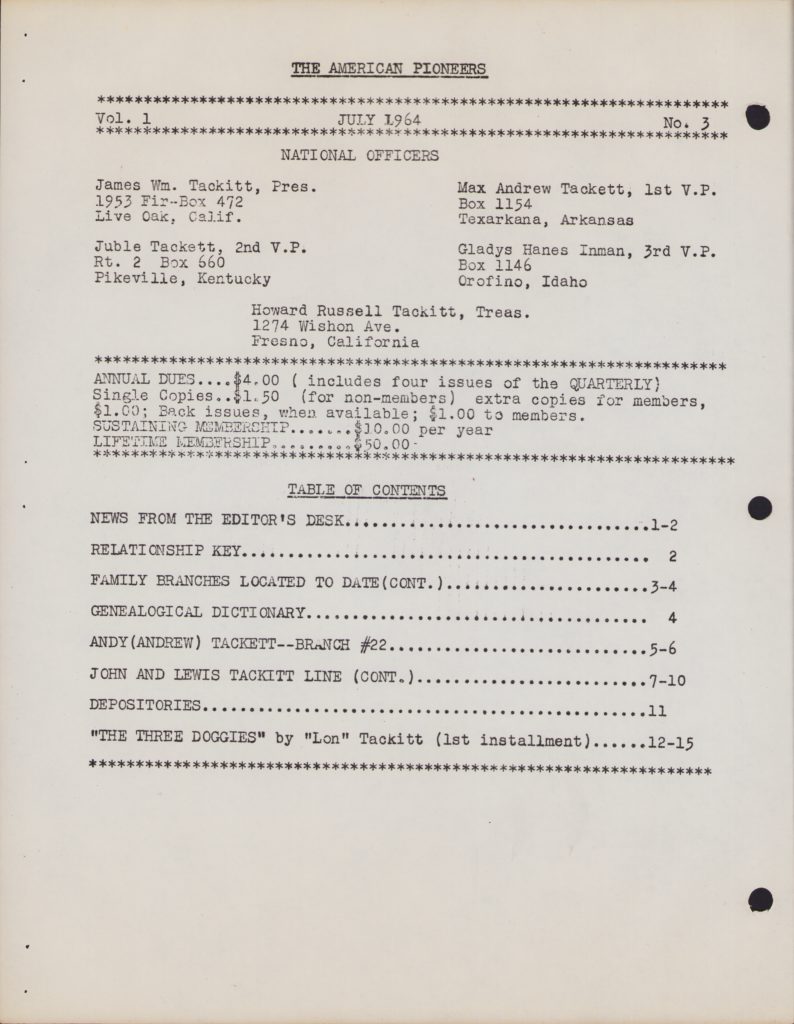 THE AMERICAN PIONEERS
********************************************************************
Vol. 1 JULY 1964 No. 3
********************************************************************
NATIONAL OFFICERS
James Wm. Tackitt, Pres. Max Andrew Tackett, 1st V.P.
1953 Fir--Box 472 Box 1154
Live Oak, Calif. Texarkana, Arkansas
Juble Tackett, 2nd V.P. Gladys Hanes Inman, 3rd V.P.
Rt. 2 Box 660 Box 1146
Pikeville, Kentucky Orofino, Idaho
Howard Russell Tackitt, Treas.
1274 Wishon Ave.
Fresno, California
********************************************************************
ANNUAL DUES....$4.00 ( includes four issues of the QUARTERLY)
Single Copies..$1.50 (for non-members) extra copies for members,
$1.00; Back issues, when available; $1.00 to members.
SUSTAINING MEMBERSHIP.......$10.00 per year
LIFETIME MEMBERSHIP.........$50.00
*********************************************************************
TABLE OF CONTENTS
NEWS FROM THE EDITOR'S DESK..................................1-2
RELATIONSHIP KEY............................................. 2
FAMILY BRANCHES LOCATED TO DATE(CONT.).......................3-4
GENEALOGICAL DICTIONARY...................................... 4
ANDY(ANDREW) TACKETT--BRANCH #22.............................5-6
JOHN AND LEWIS TACKITT LINE (CONT.)..........................7-10
DEPOSITORIES.................................................11
"THE THREE DOGGIES" by "Lon" Tackitt (1st installment)......12-15
*******************************************************************